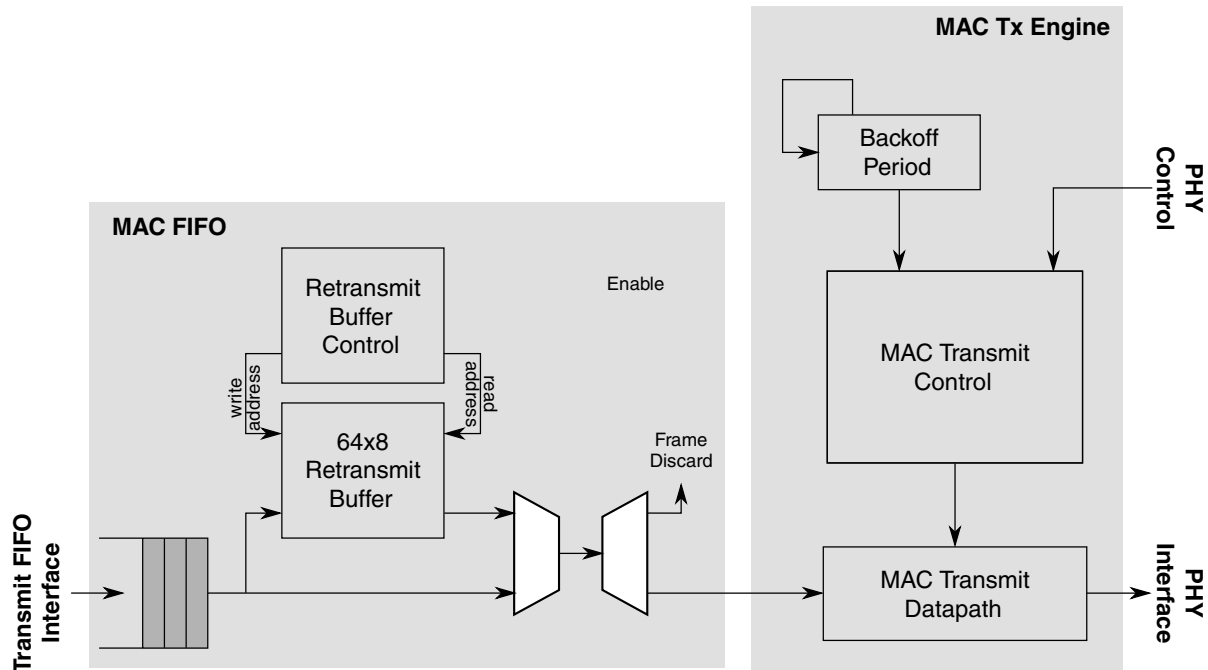 MAC Tx Engine
Backoff
Period
PHY
Control
MAC FIFO
Retransmit
Buffer
Control
Enable
MAC Transmit
Control
write
address
read
address
64x8
Retransmit
Buffer
Frame
Discard
Transmit FIFO
Interface
MAC Transmit
Datapath
PHY
Interface